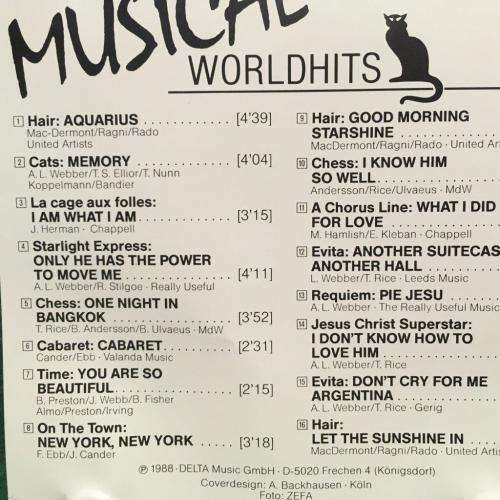 MUSICAL
WORLDHITS
1 Hair: AQUARIUS ............ [4'39]
Mac-Dermont/Ragni/Rado
United Artists
2 Cats: MEMORY ............ [4'04]
A.L. Webber/T.S. Ellior/T. Nunn
Koppelmann/Bandier
3 La cage aux folles:
I AM WHAT I AM ............ [3'15]
J. Herman · Chappell
4 Starlight Express:
ONLY HE HAS THE POWER
TO MOVE ME ............ [4'11]
A.L. Webber/R. Stilgoe · Really Useful
5 Chess: ONE NIGHT IN
BANGKOK ............ [3'52]
T. Rice/B. Andersson/B. Ulvaeus · MdW
6 Cabaret: CABARET ........ [2'31]
Cander/Ebb · Valanda Music
7 Time: YOU ARE SO
BEAUTIFUL ............ [2'15]
B. Preston/J. Webb/B. Fisher
Aimo/Preston/Irving
8 On The Town:
NEW YORK, NEW YORK ..... [3'18]
F. Ebb/J. Cander
9 Hair: GOOD MORNING
STARSHINE ............
MacDermont/Ragni/Rado · United Ar
10 Chess: I KNOW HIM
SO WELL ............
Andersson/Rice/Ulvaeus · MdW
11 A Chorus Line: WHAT I DID
FOR LOVE ............
M. Hamlish/E. Kleban · Chappell
12 Evita: ANOTHER SUITECAS
ANOTHER HALL ........
L. Webber/T. Rice · Leeds Music
13 Requiem: PIE JESU ......
A.L. Webber · The Really Useful Music
14 Jesus Christ Superstar:
I DON'T KNOW HOW TO
LOVE HIM ............
A.L. Webber/T. Rice
15 Evita: DON'T CRY FOR ME
ARGENTINA ............
A.L. Webber/T. Rice · Gerig
16 Hair:
LET THE SUNSHINE IN ....
MacDermont/Ragni/Rado · United Artis
℗ 1988 · DELTA Music GmbH · D-5020 Frechen 4 (Königsdorf)
Coverdesign: A. Backhausen · Köln
Foto: ZEFA